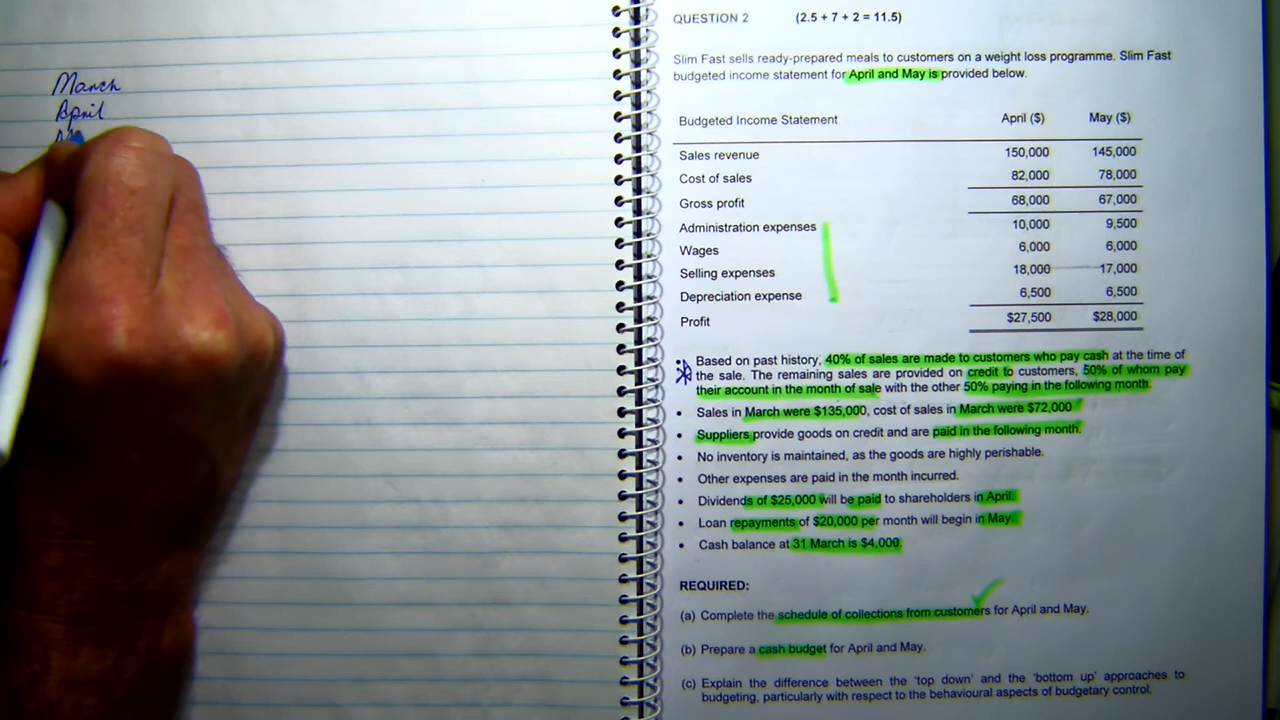 March
April
QUESTION 2 (2.5 + 7 + 2 = 11.5)
Slim Fast sells ready-prepared meals to customers on a weight loss programme. Slim Fast
budgeted income statement for April and May is provided below.
Budgeted Income Statement April ($) May ($)
Sales revenue 150,000 145,000
Cost of sales 82,000 78,000
Gross profit 68,000 67,000
Administration expenses 10,000 9,500
Wages 6,000 6,000
Selling expenses 18,000 17,000
Depreciation expense 6,500 6,500
Profit $27,500 $28,000
• Based on past history, 40% of sales are made to customers who pay cash at the time of
the sale. The remaining sales are provided on credit to customers, 50% of whom pay
their account in the month of sale with the other 50% paying in the following month.
• Sales in March were $135,000, cost of sales in March were $72,000
• Suppliers provide goods on credit and are paid in the following month.
• No inventory is maintained, as the goods are highly perishable.
• Other expenses are paid in the month incurred.
• Dividends of $25,000 will be paid to shareholders in April.
• Loan repayments of $20,000 per month will begin in May.
• Cash balance at 31 March is $4,000.
REQUIRED:
(a) Complete the schedule of collections from customers for April and May.
(b) Prepare a cash budget for April and May.
(c) Explain the difference between the 'top down' and the 'bottom up' approaches to
budgeting, particularly with respect to the behavioural aspects of budgetary control.